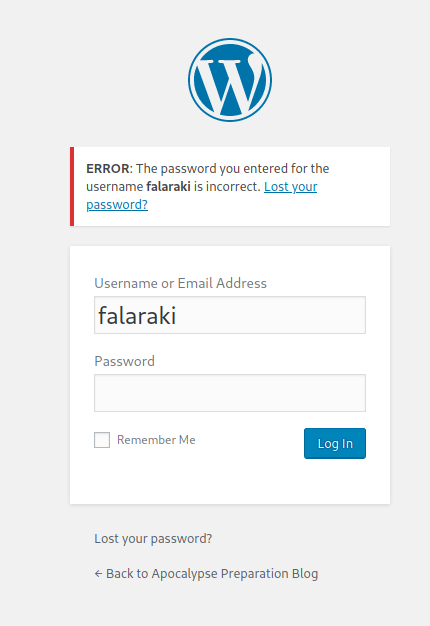 ERROR: The password you entered for the
username falaraki is incorrect. Lost your
password?
Username or Email Address
falaraki
Password
Remember Me
Log In
Lost your password?
← Back to Apocalypse Preparation Blog